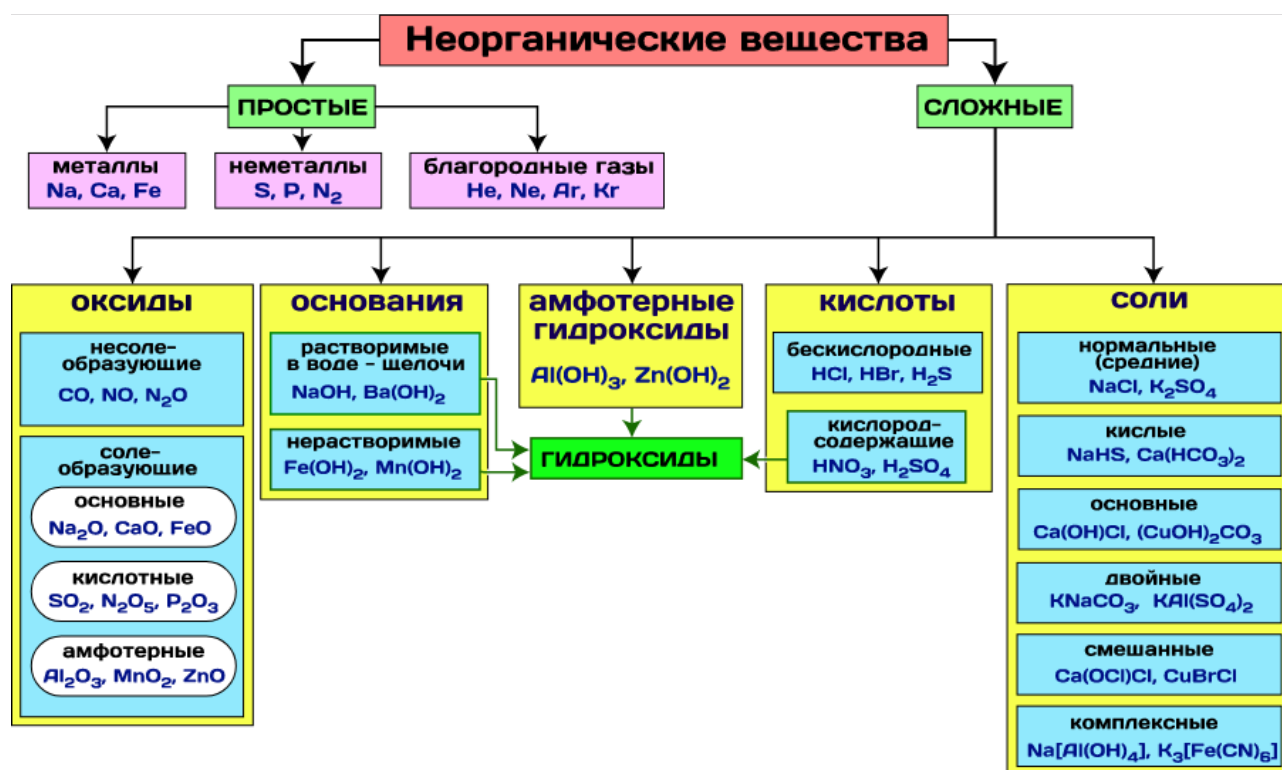 Неорганические вещества
ПРОСТЫЕ
СЛОЖНЫЕ
металлы
Na, Ca, Fe
неметаллы
S, P, N₂
благородные газы
He, Ne, Ar, Kr
оксиды
несоле-
образующие
CO, NO, N₂O
соле-
образующие
основные
Na₂O, CaO, FeO
кислотные
SO₂, N₂O₅, P₂O₃
амфотерные
Al₂O₃, MnO₂, ZnO
основания
растворимые
в воде – щелочи
NaOH, Ba(OH)₂
нерастворимые
Fe(OH)₂, Mn(OH)₂
амфотерные
гидроксиды
Al(OH)₃, Zn(OH)₂
ГИДРОКСИДЫ
кислоты
бескислородные
HCl, HBr, H₂S
кислород-
содержащие
HNO₃, H₂SO₄
соли
нормальные
(средние)
NaCl, K₂SO₄
кислые
NaHS, Ca(HCO₃)₂
основные
Ca(OH)Cl, (CuOH)₂CO₃
двойные
KNaCO₃, KAl(SO₄)₂
смешанные
Ca(OCl)Cl, CuBrCl
комплексные
Na[Al(OH)₄], K₃[Fe(CN)₆]